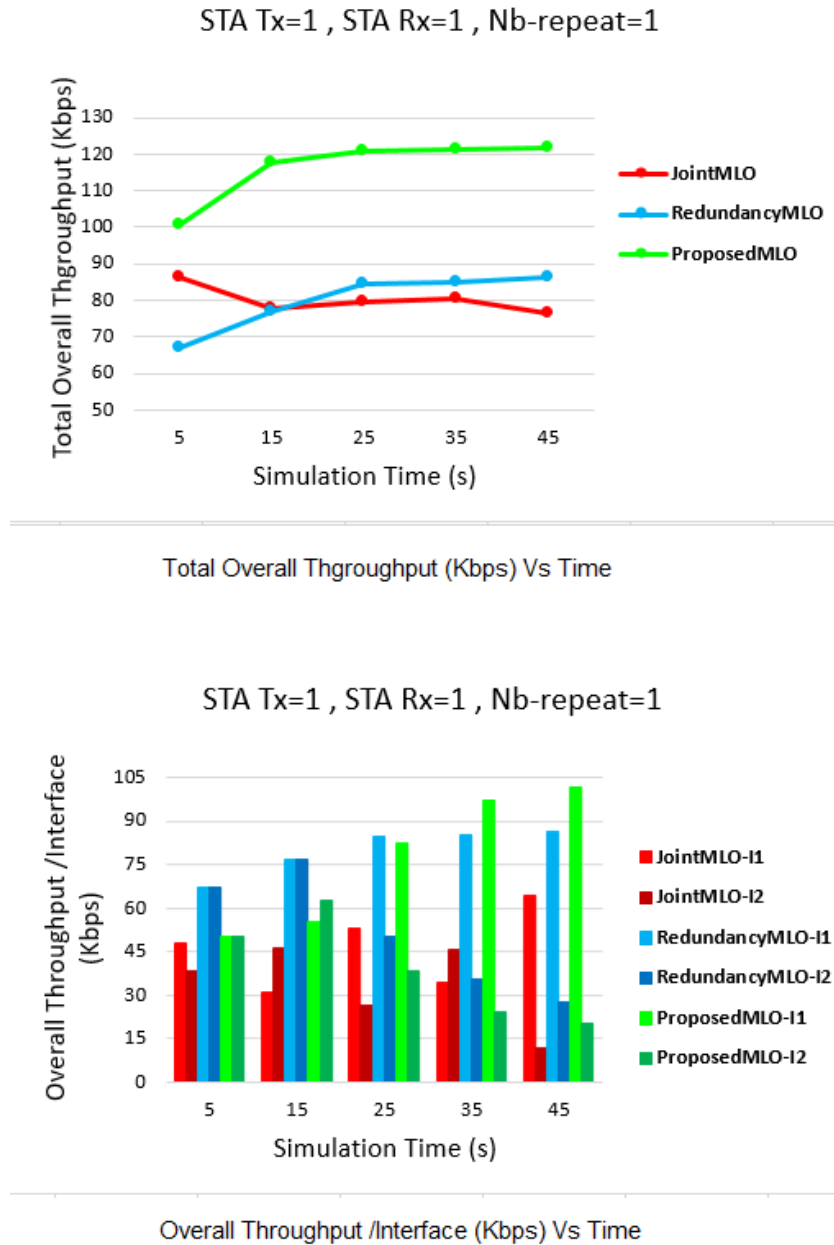 STA Tx=1 , STA Rx=1 , Nb-repeat=1
Total Overall Thgroughput (Kbps)
130
120
110
100
90
80
70
60
50
5 15 25 35 45
Simulation Time (s)
JointMLO
RedundancyMLO
ProposedMLO
Total Overall Thgroughput (Kbps) Vs Time
STA Tx=1 , STA Rx=1 , Nb-repeat=1
Overall Throughput /Interface
(Kbps)
105
90
75
60
45
30
15
0
5 15 25 35 45
Simulation Time (s)
JointMLO-I1
JointMLO-I2
RedundancyMLO-I1
RedundancyMLO-I2
ProposedMLO-I1
ProposedMLO-I2
Overall Throughput /Interface (Kbps) Vs Time